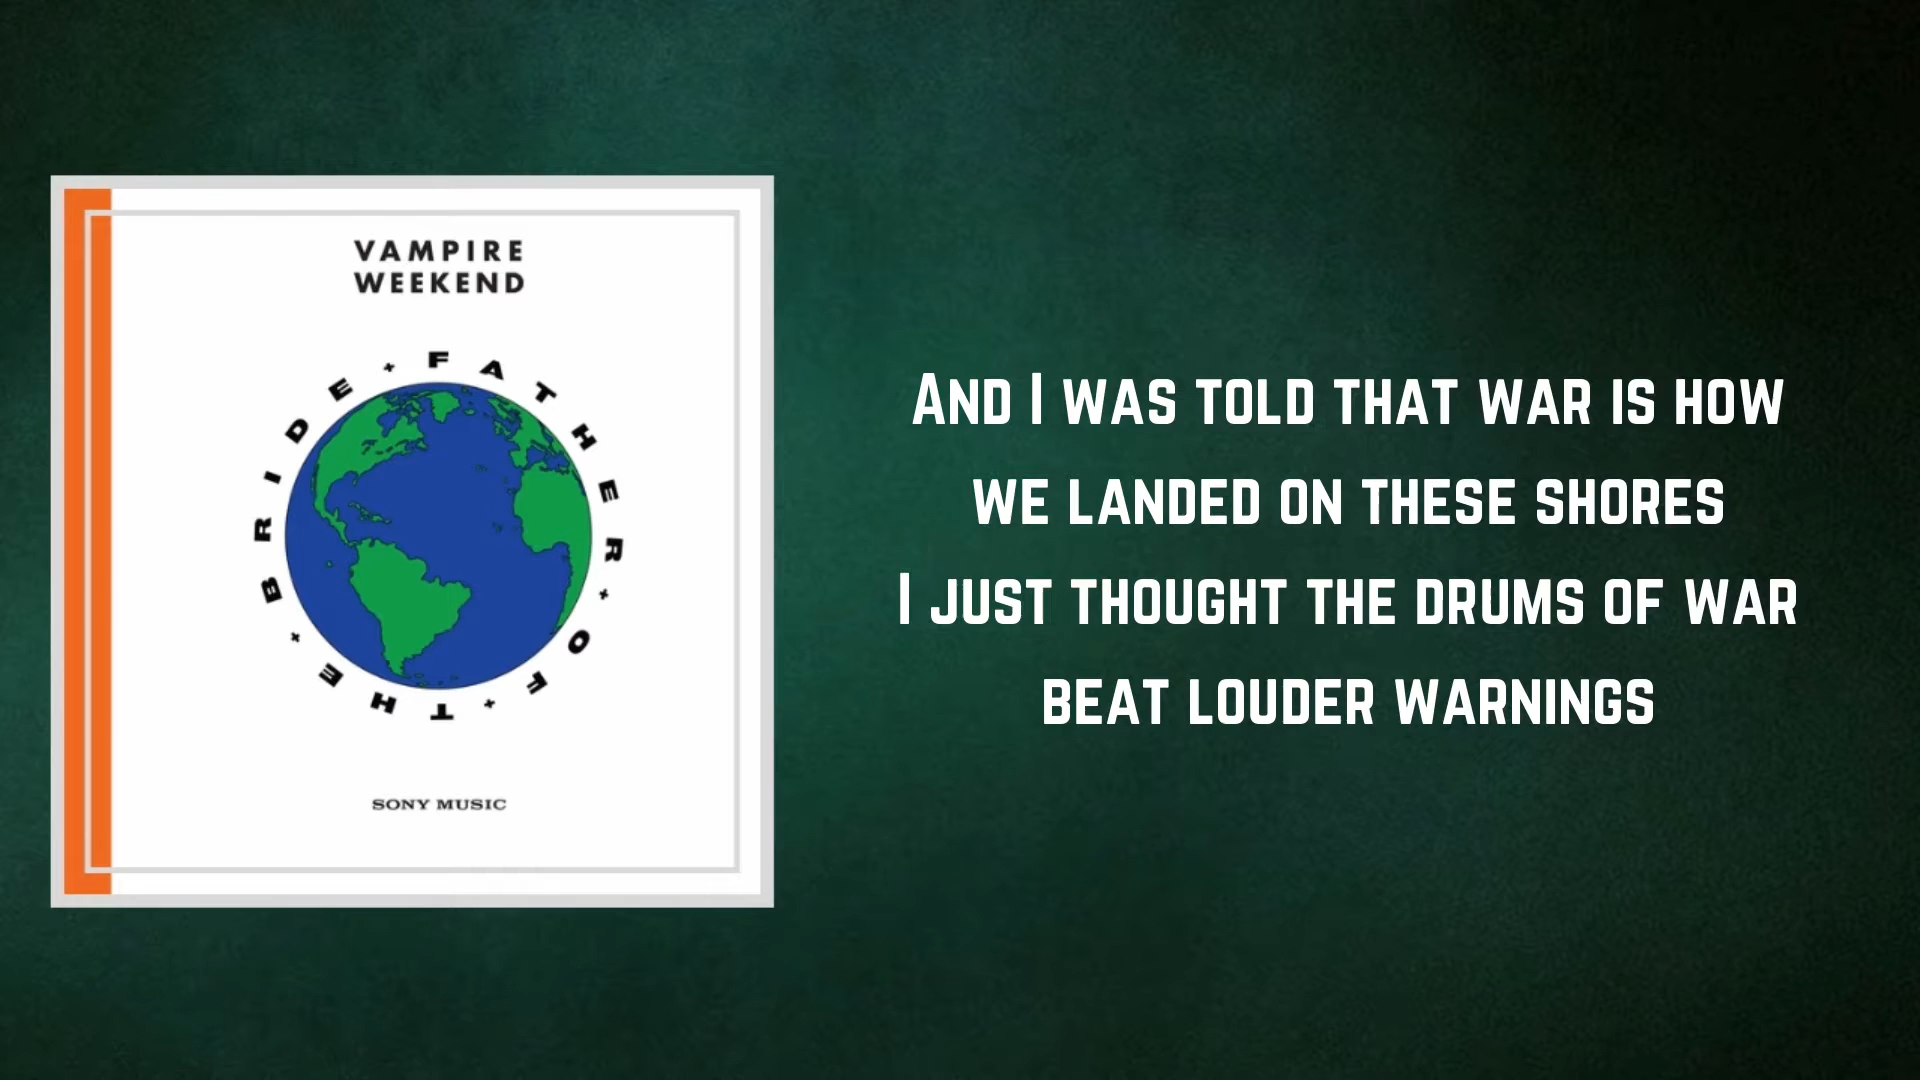 VAMPIRE
WEEKEND
FATHER + OF + THE + BRIDE +
SONY MUSIC
And I was told that war is how
we landed on these shores
I just thought the drums of war
beat louder warnings